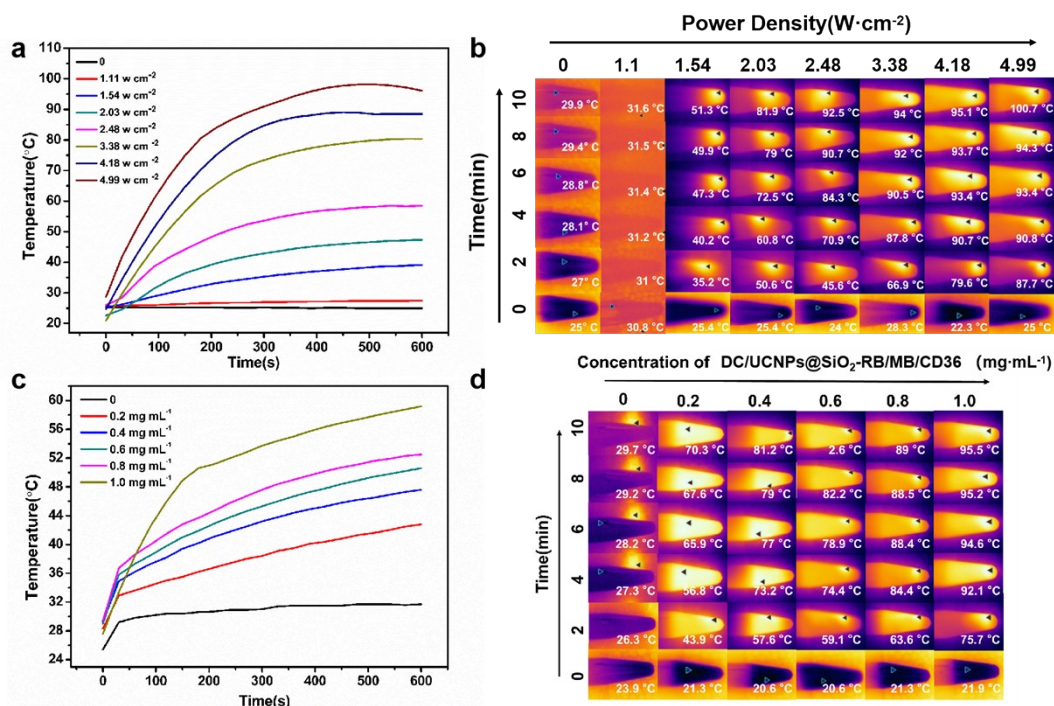 a
Temperature(°C)
110
100
90
80
70
60
50
40
30
20
0
1.11 w cm⁻²
1.54 w cm⁻²
2.03 w cm⁻²
2.48 w cm⁻²
3.38 w cm⁻²
4.18 w cm⁻²
4.99 w cm⁻²
0 100 200 300 400 500 600
Time(s)
b
Power Density(W·cm⁻²)
0 1.1 1.54 2.03 2.48 3.38 4.18 4.99
Time(min)
10 29.9 °C 31.6 °C 51.3 °C 81.9 °C 92.5 °C 94 °C 95.1 °C 100.7 °C
8 29.4°C 31.5 °C 49.9 °C 79 °C 90.7 °C 92 °C 93.7 °C 94.3 °C
6 28.8° C 31.4 °C 47.3 °C 72.5 °C 84.3 °C 90.5 °C 93.4 °C 93.4 °C
4 28.1° C 31.2 °C 40.2 °C 60.8 °C 70.9 °C 87.8 °C 90.7 °C 90.8 °C
2 27° C 31 °C 35.2 °C 50.6 °C 45.6 °C 66.9 °C 79.6 °C 87.7 °C
0 25° C 30.8 °C 25.4 °C 25.4 °C 24 °C 28.3 °C 22.3 °C 25 °C
c
Temperature(°C)
60
56
52
48
44
40
36
32
28
24
0
0.2 mg mL⁻¹
0.4 mg mL⁻¹
0.6 mg mL⁻¹
0.8 mg mL⁻¹
1.0 mg mL⁻¹
0 100 200 300 400 500 600
Time(s)
d
Concentration of DC/UCNPs@SiO₂-RB/MB/CD36 (mg·mL⁻¹)
0 0.2 0.4 0.6 0.8 1.0
Time(min)
10 29.7 °C 70.3 °C 81.2 °C 2.6 °C 89 °C 95.5 °C
8 29.2 °C 67.6 °C 79 °C 82.2 °C 88.5 °C 95.2 °C
6 28.2 °C 65.9 °C 77 °C 78.9 °C 88.4 °C 94.6 °C
4 27.3 °C 56.8 °C 73.2 °C 74.4 °C 84.4 °C 92.1 °C
2 26.3 °C 43.9 °C 57.6 °C 59.1 °C 63.6 °C 75.7 °C
0 23.9 °C 21.3 °C 20.6 °C 20.6 °C 21.3 °C 21.9 °C